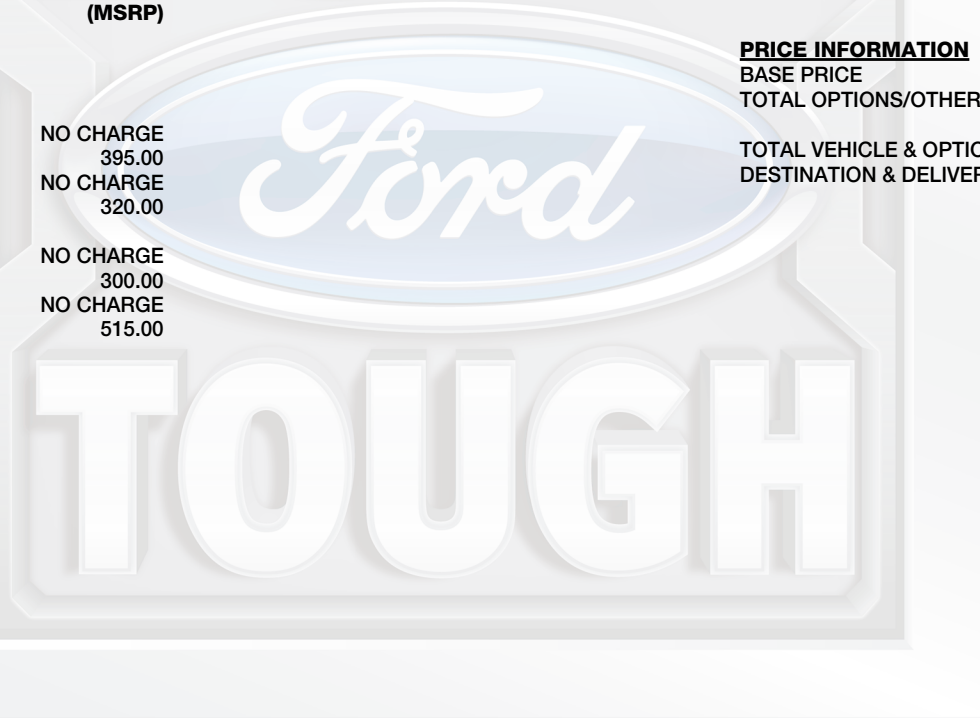 (MSRP)
NO CHARGE
395.00
NO CHARGE
320.00
NO CHARGE
300.00
NO CHARGE
515.00
PRICE INFORMATION
BASE PRICE
TOTAL OPTIONS/OTHER
TOTAL VEHICLE & OPTIO
DESTINATION & DELIVER
Ford
TOUGH